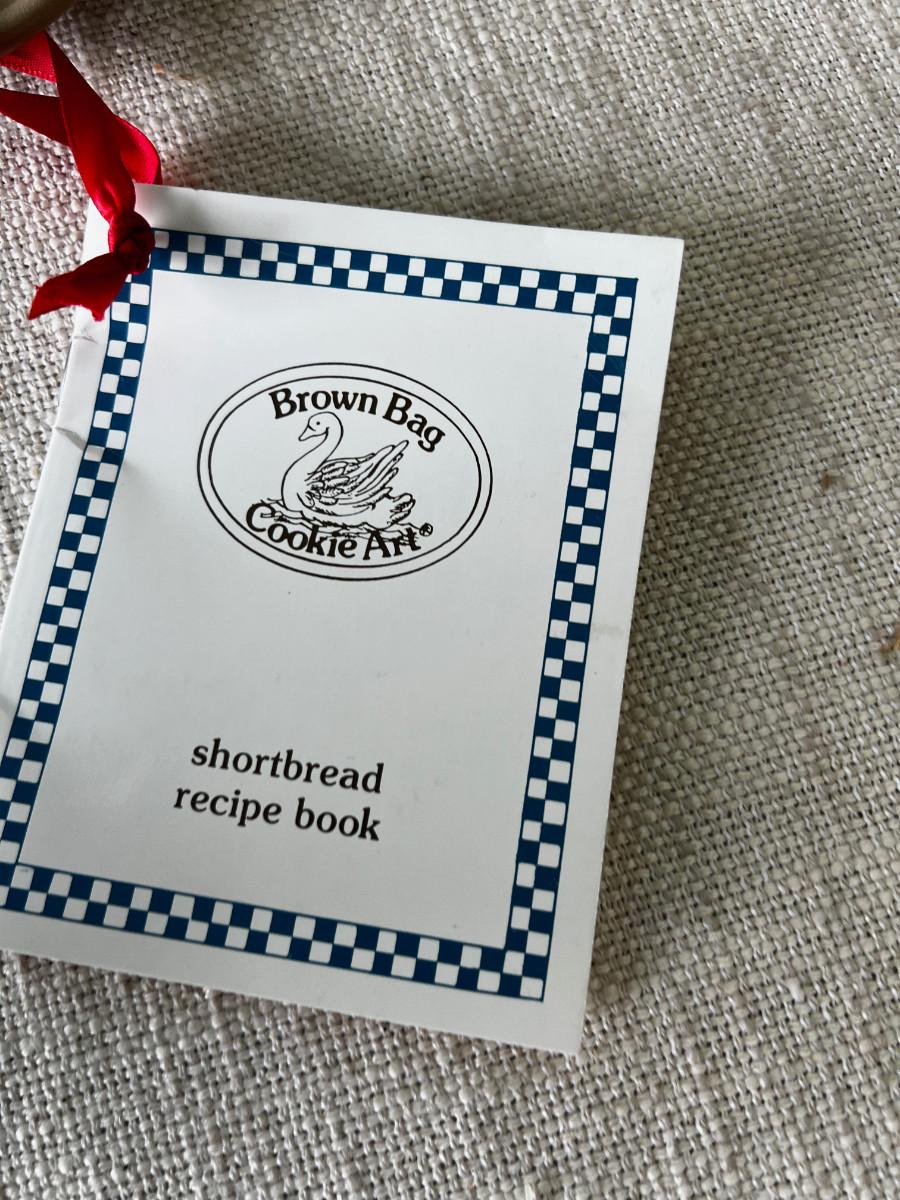 Brown Bag
Cookie Art®
shortbread
recipe book